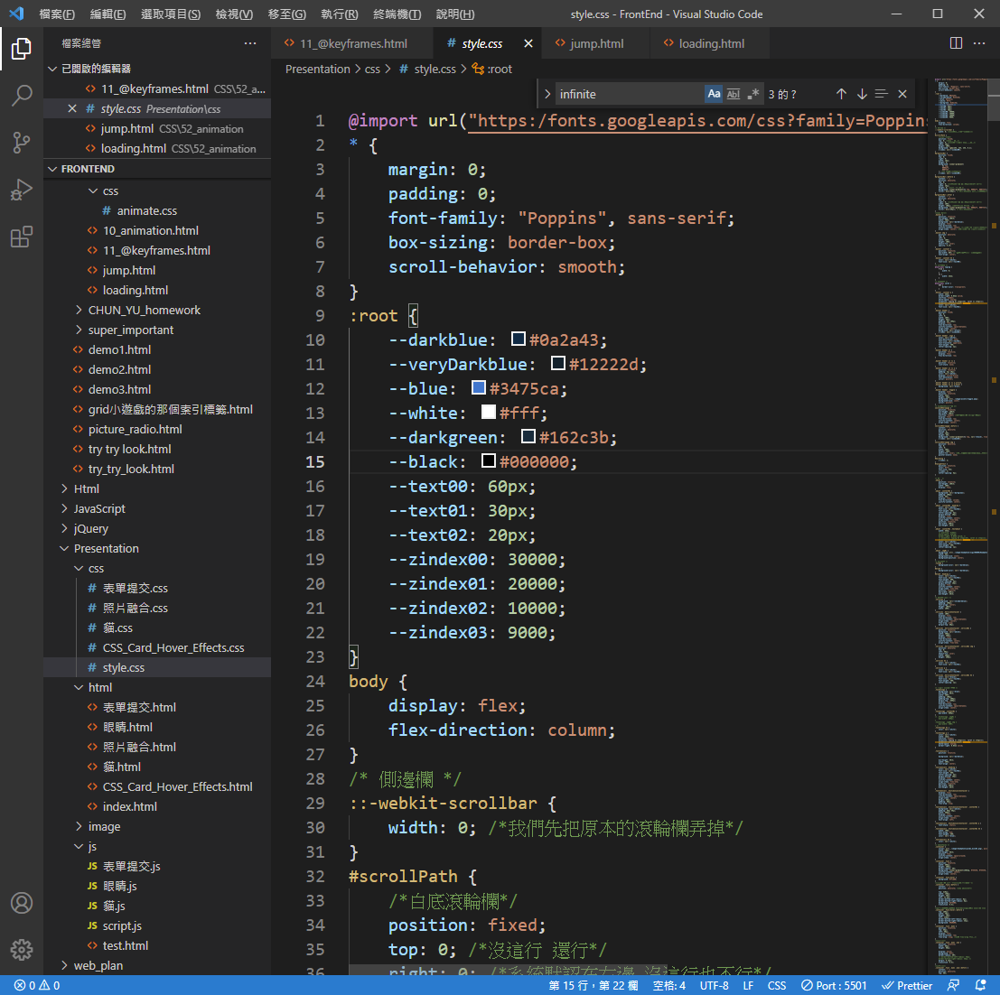 檔案(F) 編輯(E) 選取項目(S) 檢視(V) 移至(G) 執行(R) 終端機(T) 說明(H) style.css - FrontEnd - Visual Studio Code
檔案總管 ...
已開啟的編輯器
11_@keyframes.html CSS\52_a...
style.css Presentation\css
jump.html CSS\52_animation
loading.html CSS\52_animation
FRONTEND
css
animate.css
10_animation.html
11_@keyframes.html
jump.html
loading.html
CHUN_YU_homework
super_important
demo1.html
demo2.html
demo3.html
grid小遊戲的那個索引標籤.html
picture_radio.html
try try look.html
try_try_look.html
Html
JavaScript
jQuery
Presentation
css
表單提交.css
照片融合.css
貓.css
CSS_Card_Hover_Effects.css
style.css
html
表單提交.html
眼睛.html
照片融合.html
貓.html
CSS_Card_Hover_Effects.html
index.html
image
js
JS 表單提交.js
JS 眼睛.js
JS 貓.js
JS script.js
test.html
web_plan
11_@keyframes.html style.css jump.html loading.html
Presentation > css > # style.css > :root
infinite Aa Abl .* 3 的 ?
1 @import url("https:/fonts.googleapis.com/css?family=Poppins
2 * {
3 margin: 0;
4 padding: 0;
5 font-family: "Poppins", sans-serif;
6 box-sizing: border-box;
7 scroll-behavior: smooth;
8 }
9 :root {
10 --darkblue: #0a2a43;
11 --veryDarkblue: #12222d;
12 --blue: #3475ca;
13 --white: #fff;
14 --darkgreen: #162c3b;
15 --black: #000000;
16 --text00: 60px;
17 --text01: 30px;
18 --text02: 20px;
19 --zindex00: 30000;
20 --zindex01: 20000;
21 --zindex02: 10000;
22 --zindex03: 9000;
23 }
24 body {
25 display: flex;
26 flex-direction: column;
27 }
28 /* 側邊欄 */
29 ::-webkit-scrollbar {
30 width: 0; /*我們先把原本的滾輪欄弄掉*/
31 }
32 #scrollPath {
33 /*白底滾輪欄*/
34 position: fixed;
35 top: 0; /*沒這行 還行*/
36 right: 0; /*系統默認在左邊 沒這行也不行*/
0 0 第 15 行，第 22 欄 空格: 4 UTF-8 LF CSS Port : 5501 Prettier